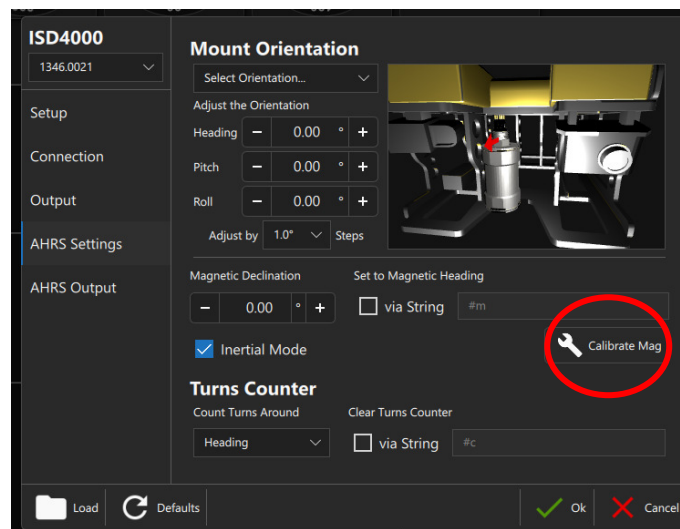 ISD4000
1346.0021
Setup
Connection
Output
AHRS Settings
AHRS Output
Mount Orientation
Select Orientation...
Adjust the Orientation
Heading − 0.00 ° +
Pitch − 0.00 ° +
Roll − 0.00 ° +
Adjust by 1.0° Steps
Magnetic Declination Set to Magnetic Heading
− 0.00 ° + via String #m
Inertial Mode Calibrate Mag
Turns Counter
Count Turns Around Clear Turns Counter
Heading via String #c
Load Defaults Ok Cancel